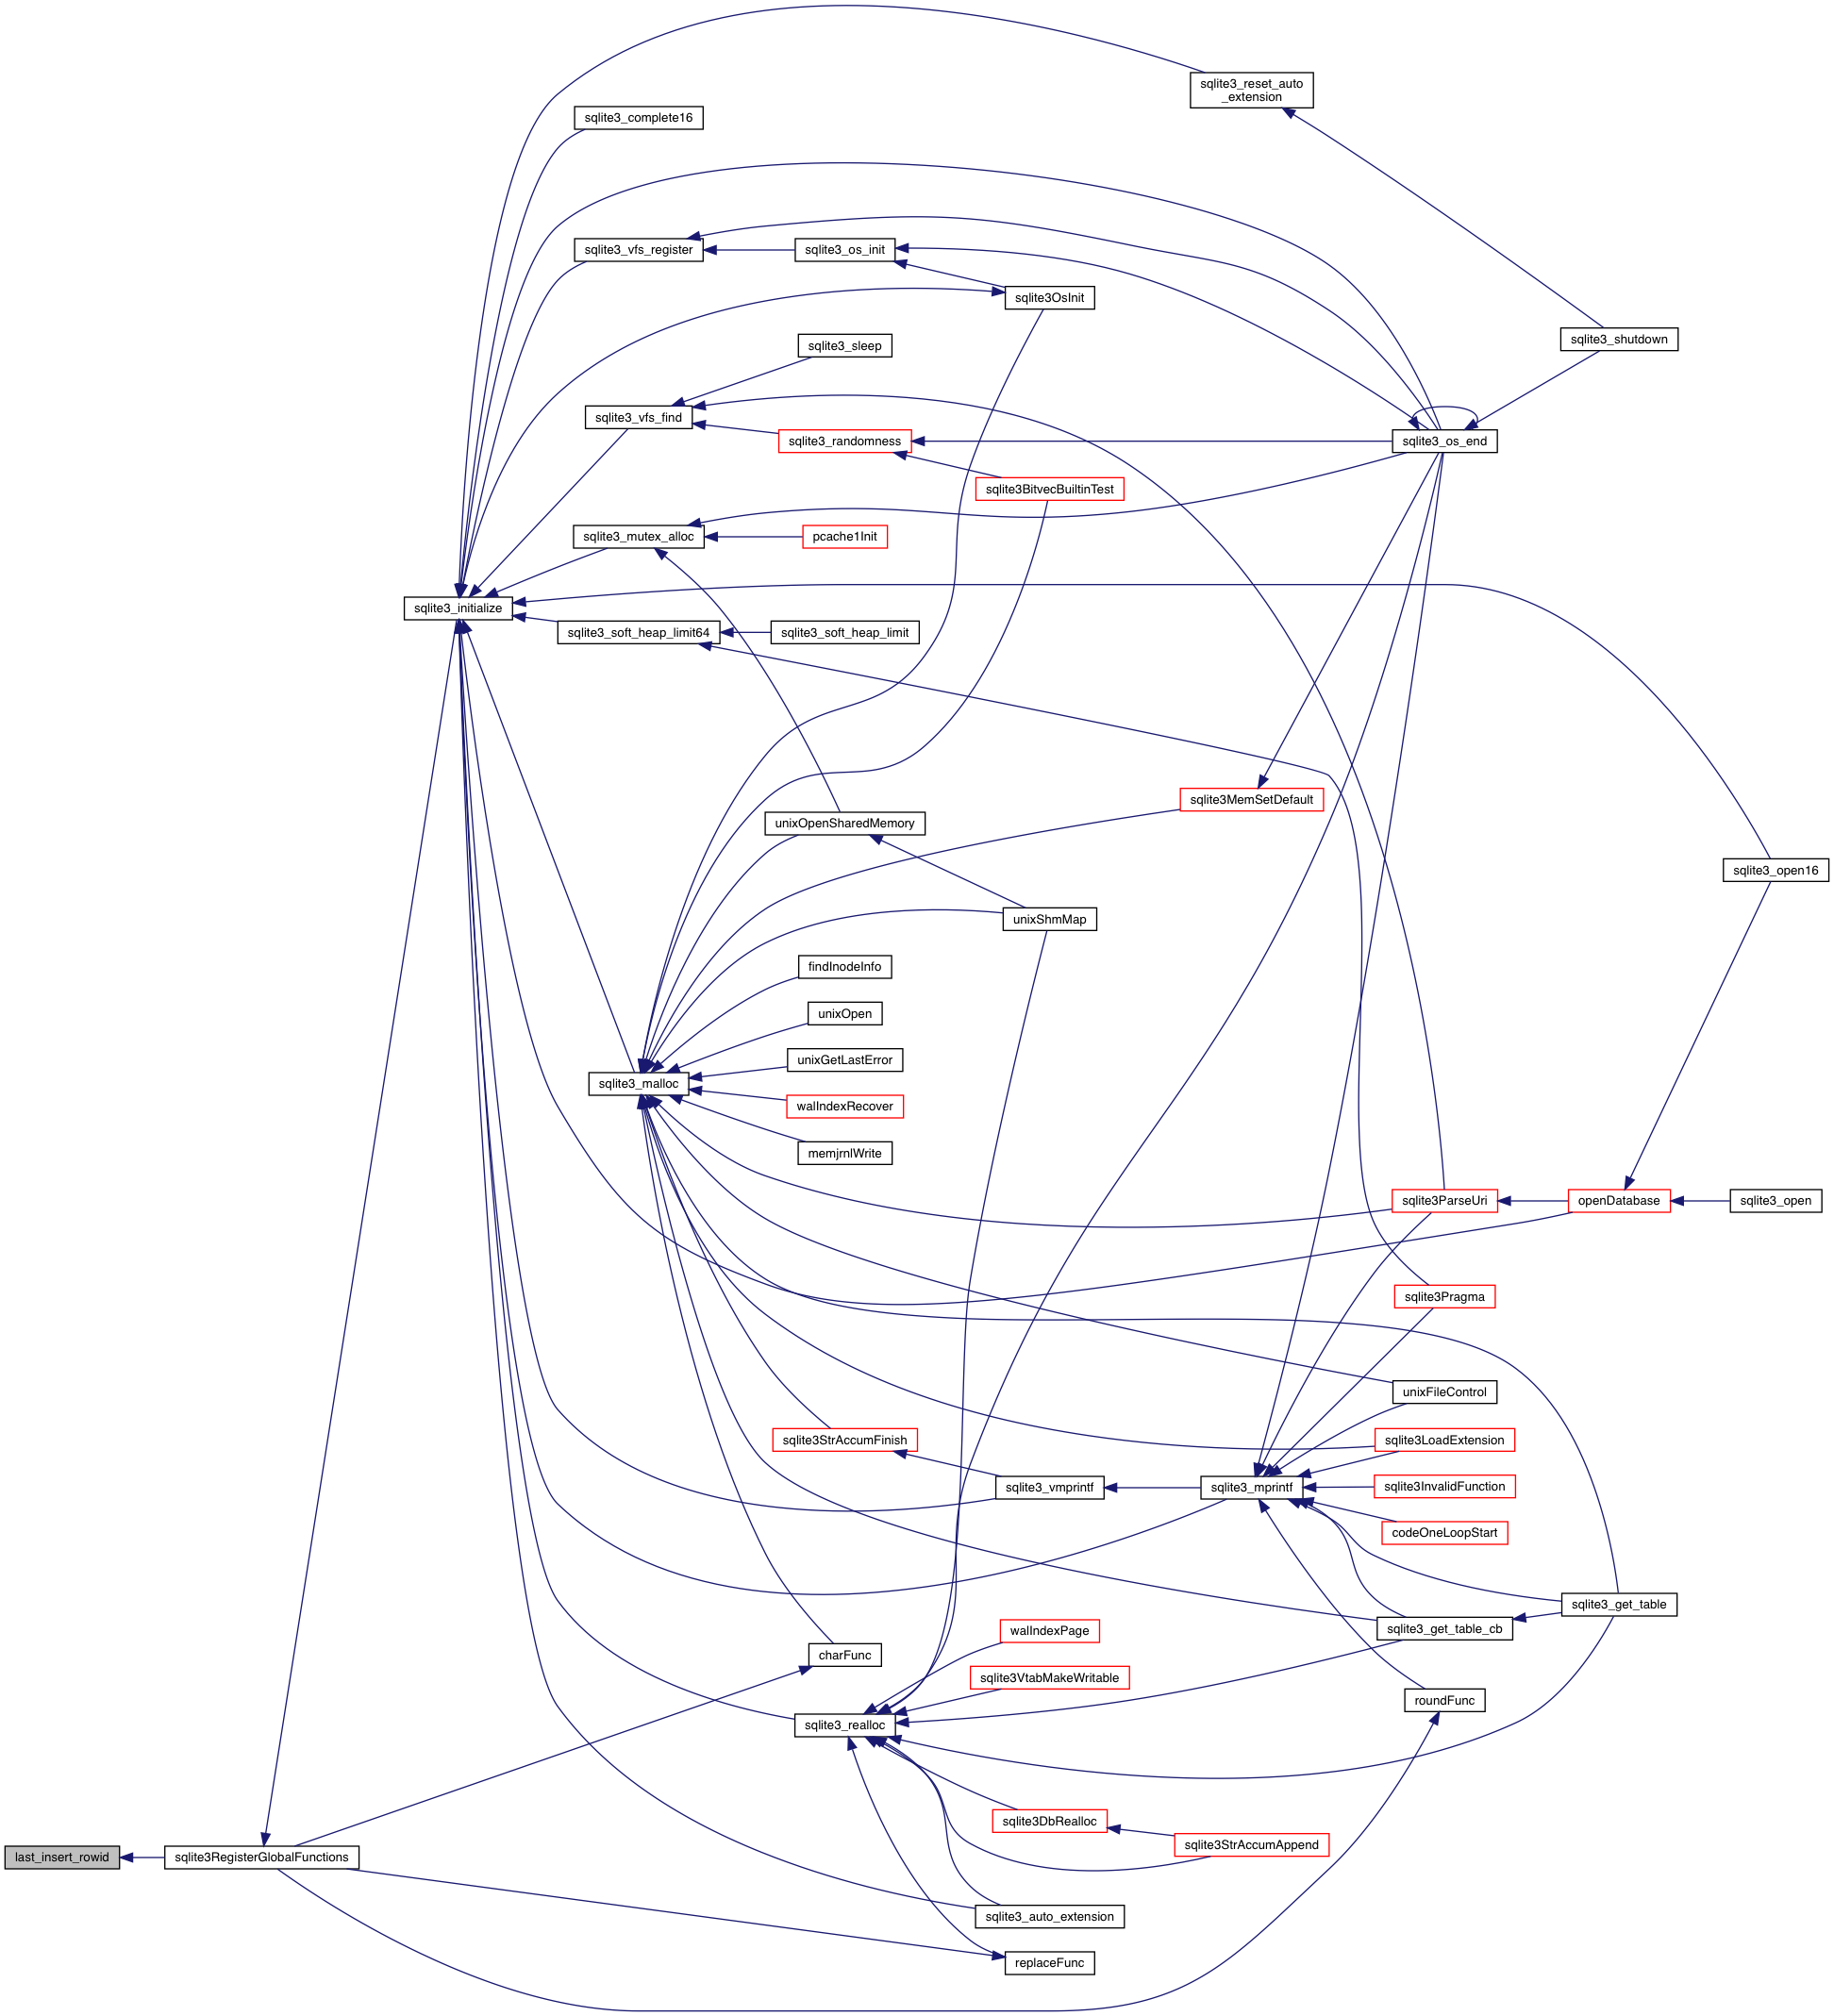 sqlite3_reset_auto
_extension
sqlite3_complete16
sqlite3_vfs_register
sqlite3_os_init
sqlite3OsInit
sqlite3_shutdown
sqlite3_sleep
sqlite3_vfs_find
sqlite3_randomness
sqlite3_os_end
sqlite3BitvecBuiltinTest
sqlite3_mutex_alloc
pcache1Init
sqlite3_initialize
sqlite3_soft_heap_limit64
sqlite3_soft_heap_limit
sqlite3MemSetDefault
unixOpenSharedMemory
sqlite3_open16
unixShmMap
findInodeInfo
unixOpen
unixGetLastError
sqlite3_malloc
walIndexRecover
memjrnlWrite
sqlite3ParseUri
openDatabase
sqlite3_open
sqlite3Pragma
unixFileControl
sqlite3StrAccumFinish
sqlite3LoadExtension
sqlite3_vmprintf
sqlite3_mprintf
sqlite3InvalidFunction
codeOneLoopStart
sqlite3_get_table
sqlite3_get_table_cb
walIndexPage
charFunc
sqlite3VtabMakeWritable
roundFunc
sqlite3_realloc
sqlite3DbRealloc
sqlite3StrAccumAppend
last_insert_rowid
sqlite3RegisterGlobalFunctions
sqlite3_auto_extension
replaceFunc